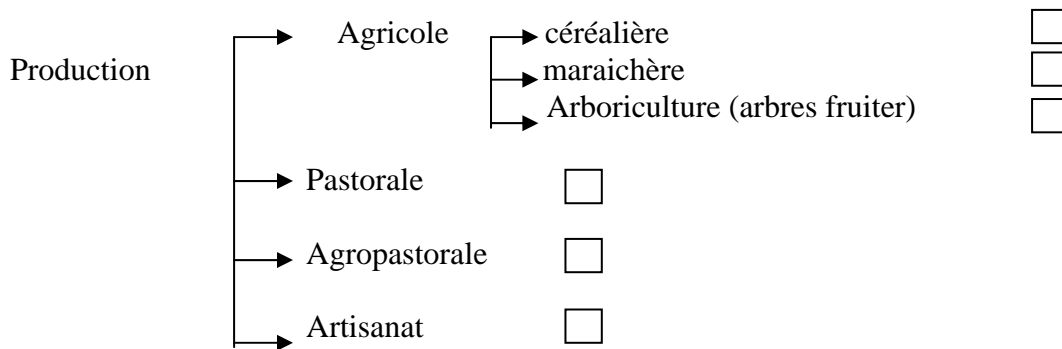 Agricole céréalière
Production maraichère
Arboriculture (arbres fruiter)
Pastorale
Agropastorale
Artisanat